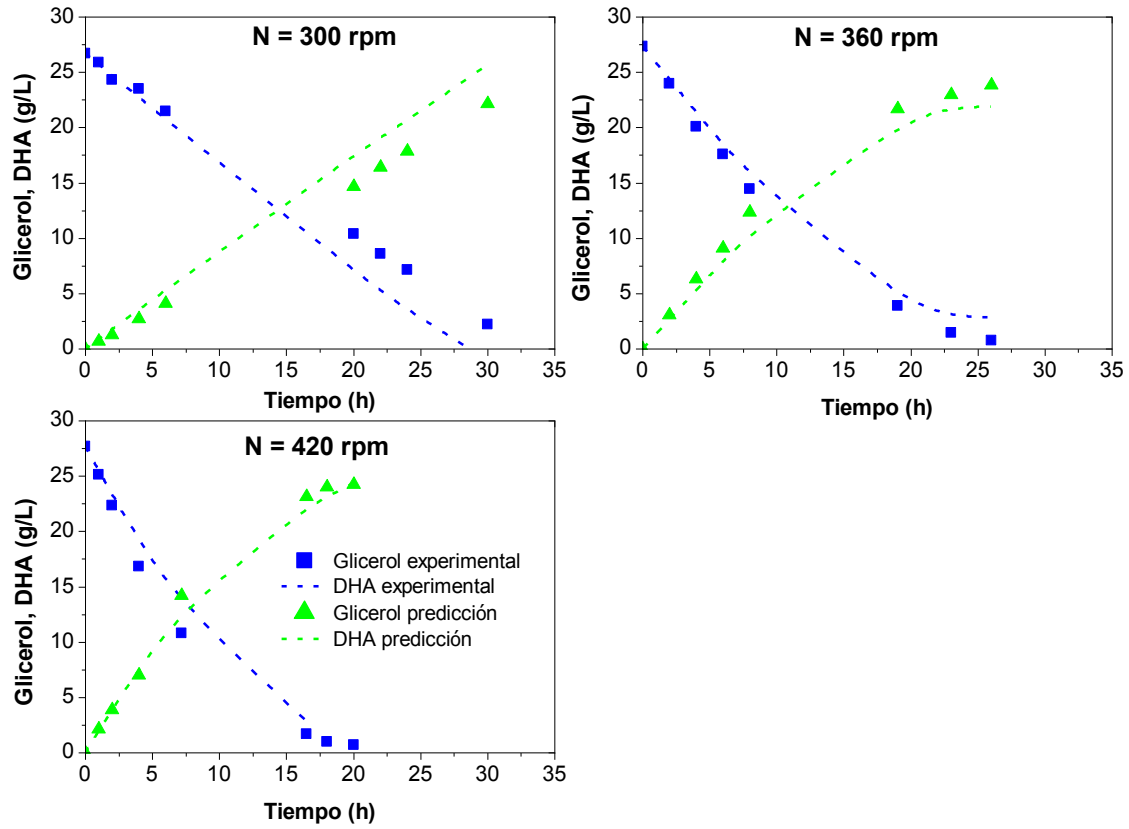 N = 300 rpm
Glicerol, DHA (g/L)
30
25
20
15
10
5
0
0 5 10 15 20 25 30 35
Tiempo (h)
N = 360 rpm
Glicerol, DHA (g/L)
30
25
20
15
10
5
0
0 5 10 15 20 25 30 35
Tiempo (h)
N = 420 rpm
Glicerol, DHA (g/L)
30
25
20
15
10
5
0
Glicerol experimental
DHA experimental
Glicerol predicción
DHA predicción
0 5 10 15 20 25 30 35
Tiempo (h)